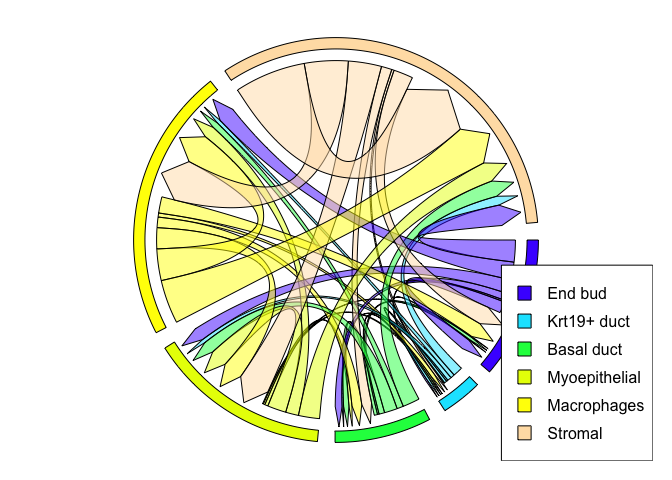 End bud
Krt19+ duct
Basal duct
Myoepithelial
Macrophages
Stromal